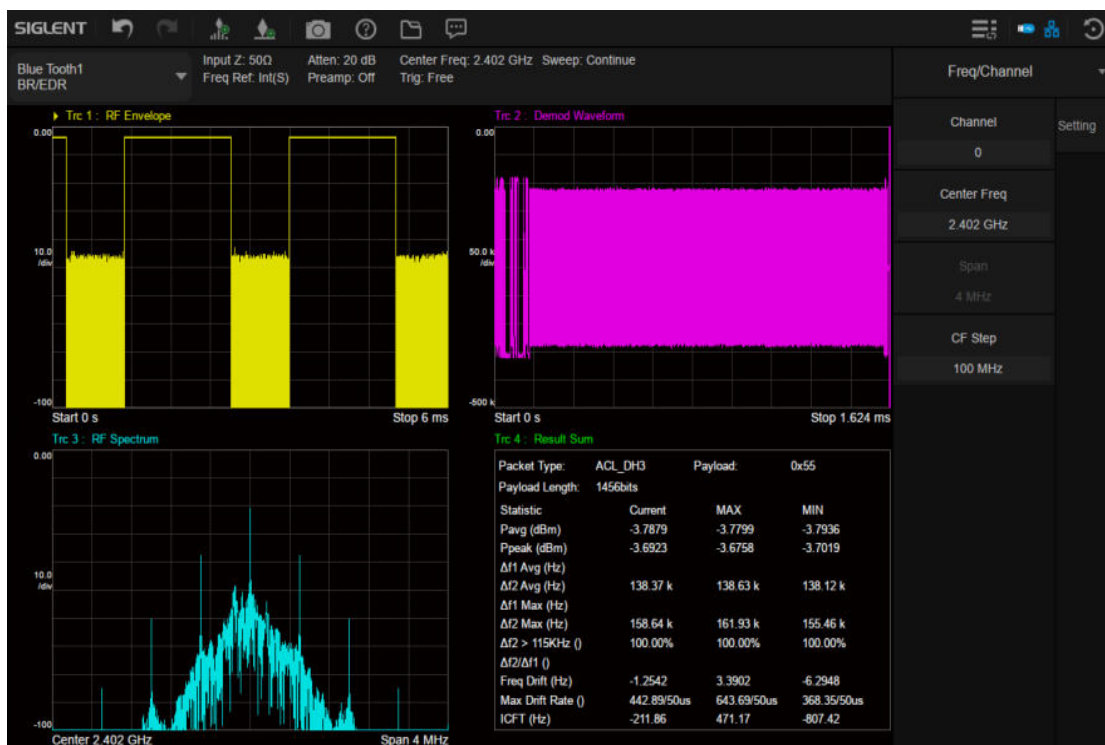 SIGLENT
Blue Tooth1
BR/EDR
Input Z: 50Ω Atten: 20 dB Center Freq: 2.402 GHz Sweep: Continue
Freq Ref: Int(S) Preamp: Off Trig: Free
Freq/Channel
Channel
0
Setting
Center Freq
2.402 GHz
Span
4 MHz
CF Step
100 MHz
Trc 1 : RF Envelope
0.00
10.0
/div
-100
Start 0 s Stop 6 ms
Trc 2 : Demod Waveform
0.00
50.0 k
/div
-500 k
Start 0 s Stop 1.624 ms
Trc 3 : RF Spectrum
0.00
10.0
/div
-100
Center 2.402 GHz Span 4 MHz
Trc 4 : Result Sum
Packet Type: ACL_DH3 Payload: 0x55
Payload Length: 1456bits
Statistic Current MAX MIN
Pavg (dBm) -3.7879 -3.7799 -3.7936
Ppeak (dBm) -3.6923 -3.6758 -3.7019
Δf1 Avg (Hz)
Δf2 Avg (Hz) 138.37 k 138.63 k 138.12 k
Δf1 Max (Hz)
Δf2 Max (Hz) 158.64 k 161.93 k 155.46 k
Δf2 > 115KHz () 100.00% 100.00% 100.00%
Δf2/Δf1 ()
Freq Drift (Hz) -1.2542 3.3902 -6.2948
Max Drift Rate () 442.89/50us 643.69/50us 368.35/50us
ICFT (Hz) -211.86 471.17 -807.42